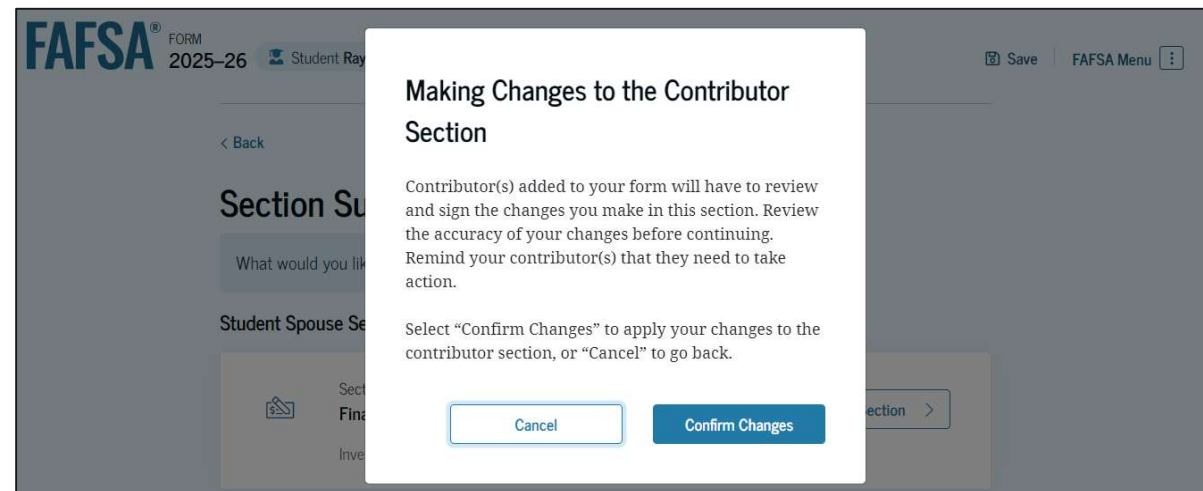 FAFSA® FORM
2025–26
Student Ray
Save
FAFSA Menu
< Back
Section Su
What would you lik
Student Spouse Se
Sect
Fina
Inve
ection >
Making Changes to the Contributor
Section
Contributor(s) added to your form will have to review
and sign the changes you make in this section. Review
the accuracy of your changes before continuing.
Remind your contributor(s) that they need to take
action.
Select “Confirm Changes” to apply your changes to the
contributor section, or “Cancel” to go back.
Cancel
Confirm Changes